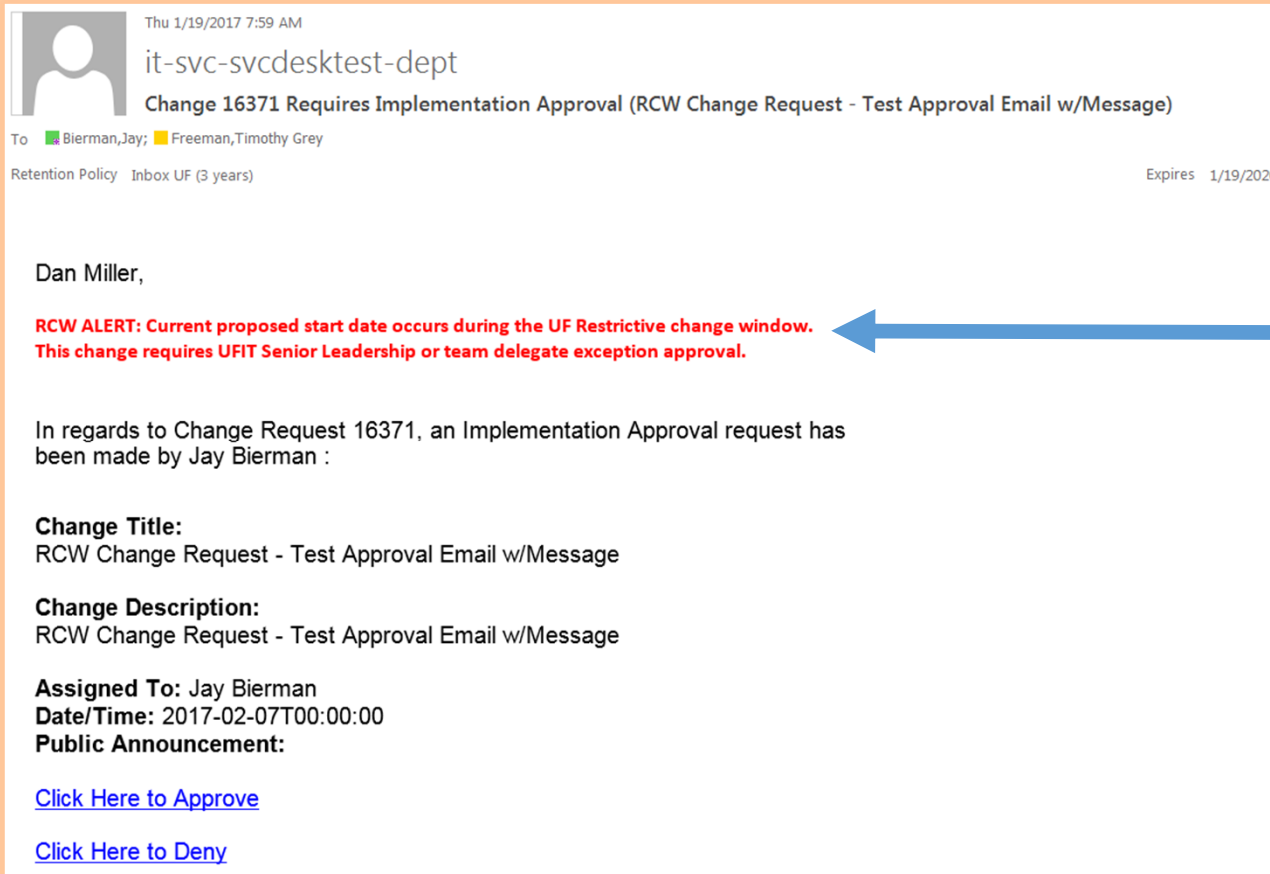 Thu 1/19/2017 7:59 AM
it-svc-svcdesktest-dept
Change 16371 Requires Implementation Approval (RCW Change Request - Test Approval Email w/Message)
To Bierman,Jay; Freeman,Timothy Grey
Retention Policy Inbox UF (3 years)
Expires 1/19/202
Dan Miller,
RCW ALERT: Current proposed start date occurs during the UF Restrictive change window.
This change requires UFIT Senior Leadership or team delegate exception approval.
In regards to Change Request 16371, an Implementation Approval request has
been made by Jay Bierman :
Change Title:
RCW Change Request - Test Approval Email w/Message
Change Description:
RCW Change Request - Test Approval Email w/Message
Assigned To: Jay Bierman
Date/Time: 2017-02-07T00:00:00
Public Announcement:
Click Here to Approve
Click Here to Deny